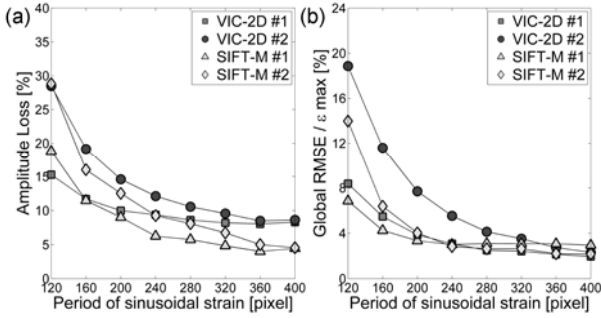 (a)
40
35
30
25
20
15
10
5
0
120 160 200 240 280 320 360 400
Amplitude Loss [%]
Period of sinusoidal strain [pixel]
VIC-2D #1
VIC-2D #2
SIFT-M #1
SIFT-M #2
(b)
24
20
16
12
8
4
0
120 160 200 240 280 320 360 400
Global RMSE / ε max [%]
Period of sinusoidal strain [pixel]
VIC-2D #1
VIC-2D #2
SIFT-M #1
SIFT-M #2